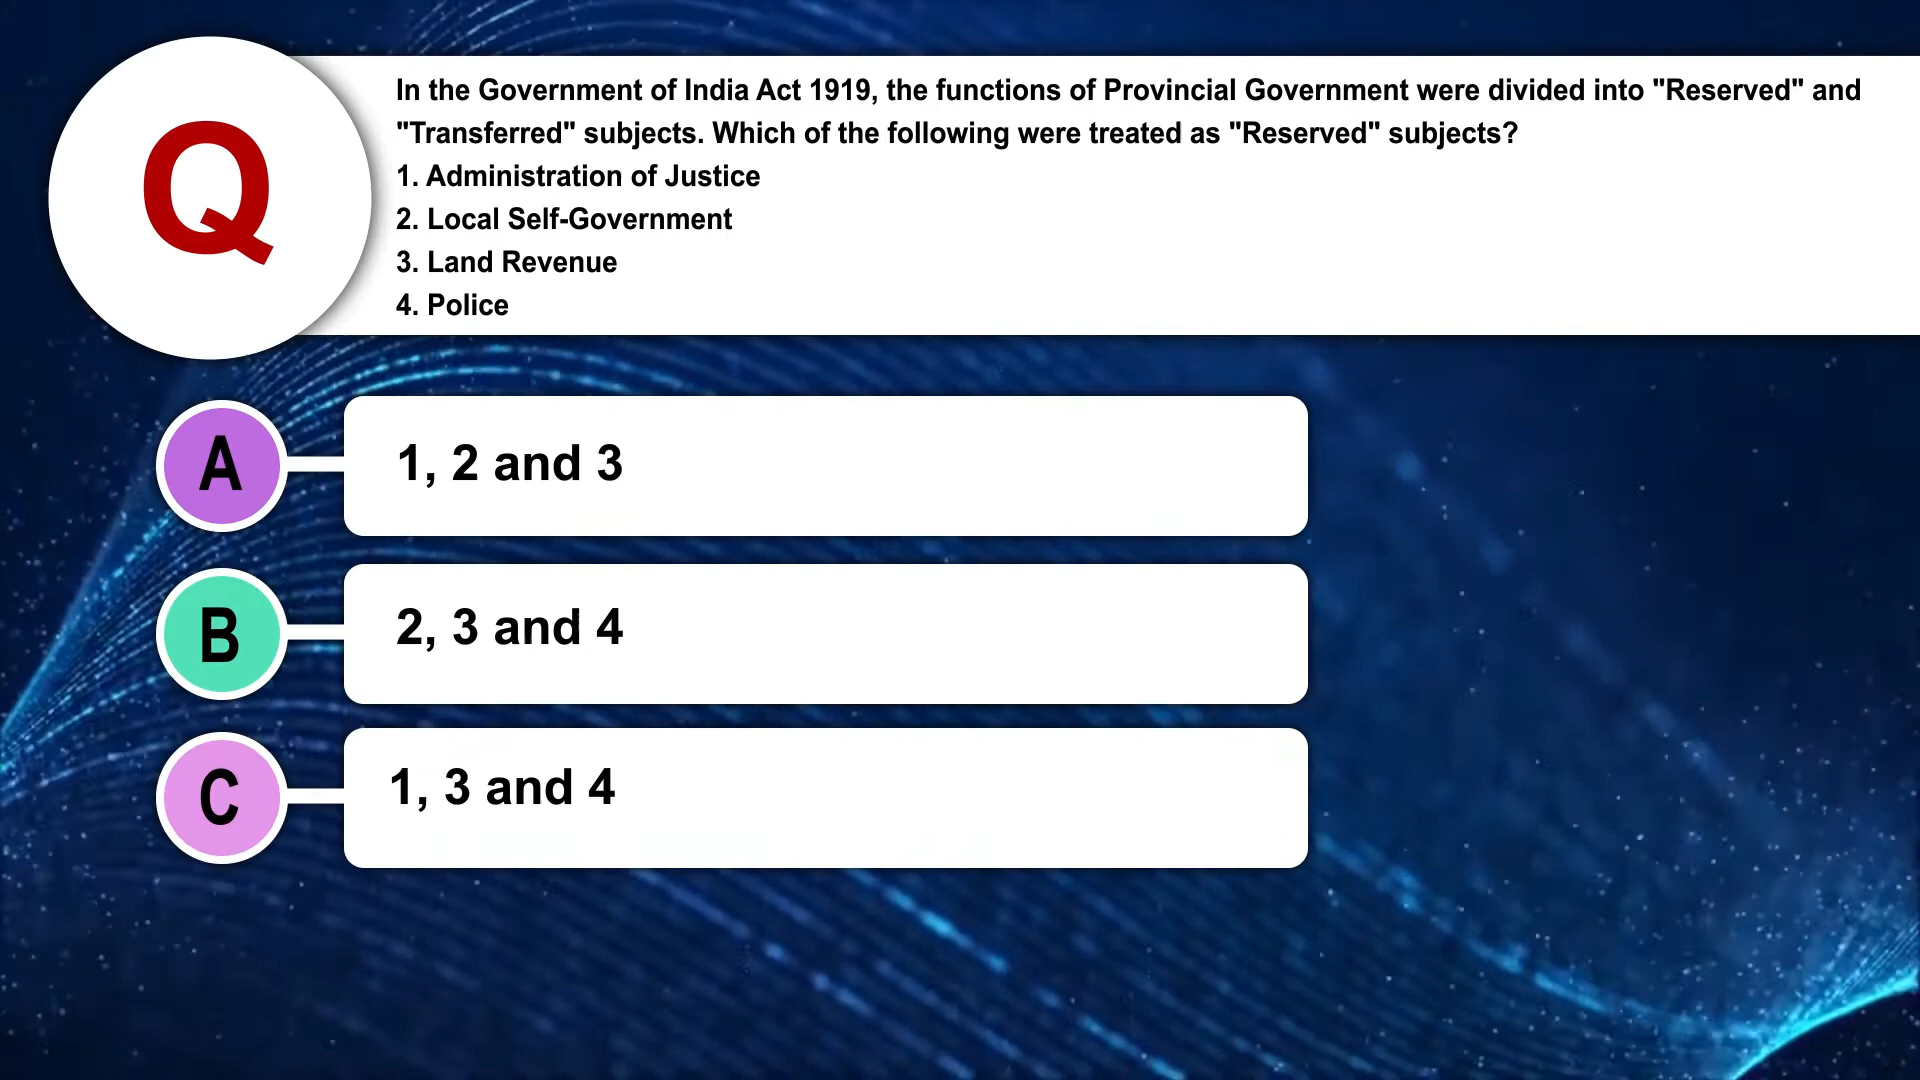 Q
In the Government of India Act 1919, the functions of Provincial Government were divided into "Reserved" and
"Transferred" subjects. Which of the following were treated as "Reserved" subjects?
1. Administration of Justice
2. Local Self-Government
3. Land Revenue
4. Police
A
1, 2 and 3
B
2, 3 and 4
C
1, 3 and 4